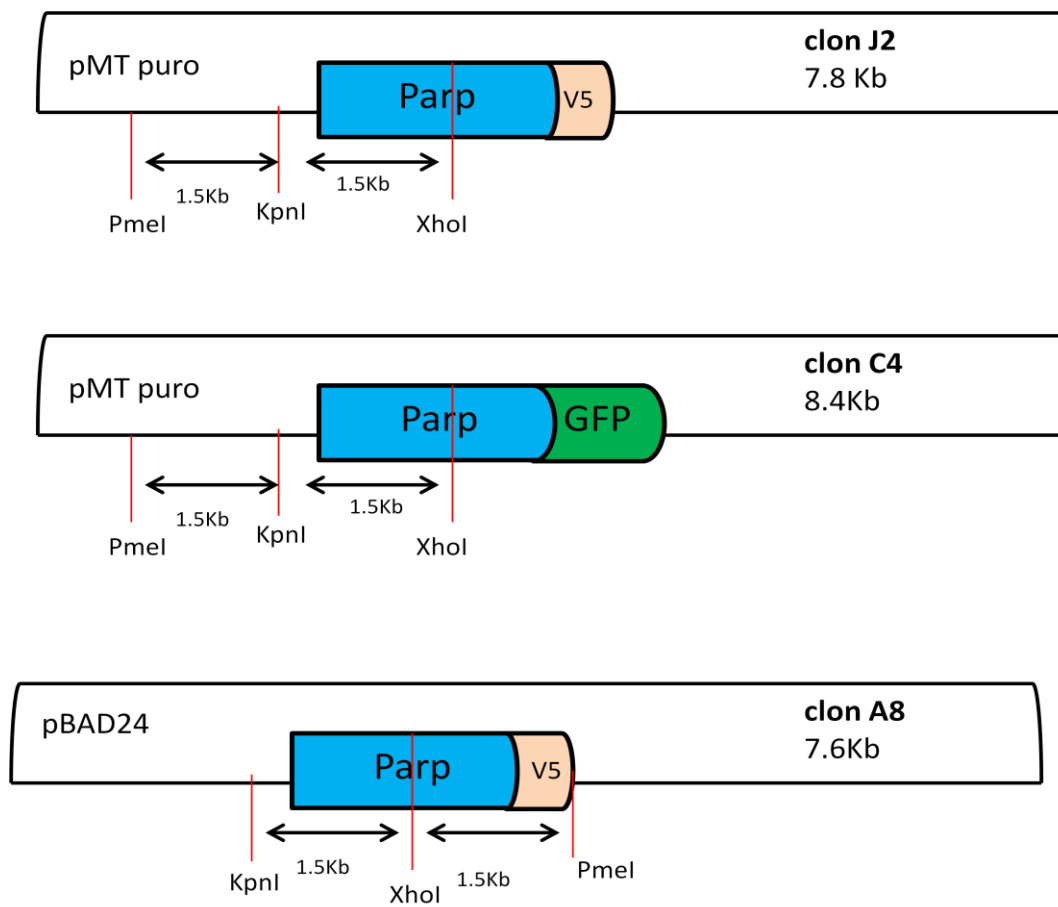 pMT puro
clon J2
7.8 Kb
Parp
V5
1.5Kb
1.5Kb
PmeI
KpnI
XhoI
pMT puro
clon C4
8.4Kb
Parp
GFP
1.5Kb
1.5Kb
PmeI
KpnI
XhoI
pBAD24
clon A8
7.6Kb
Parp
V5
1.5Kb
1.5Kb
KpnI
XhoI
PmeI